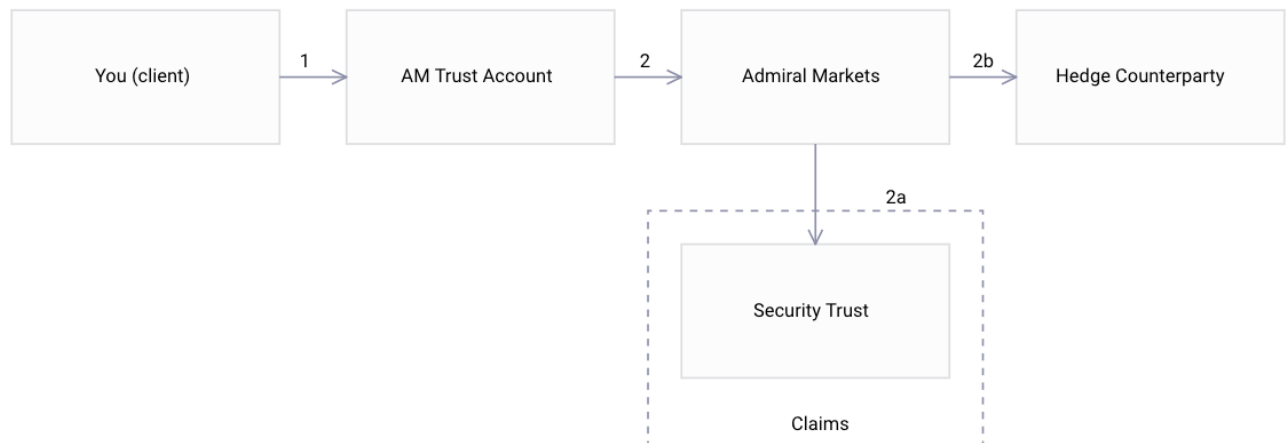 You (client)
1
AM Trust Account
2
Admiral Markets
2b
Hedge Counterparty
2a
Security Trust
Claims